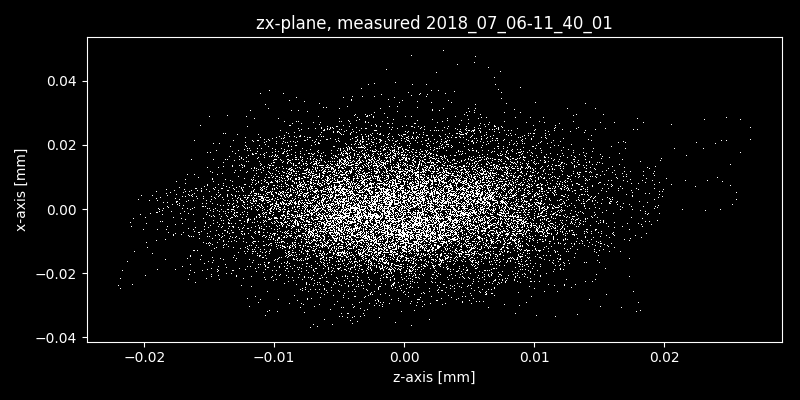 zx-plane, measured 2018_07_06-11_40_01
0.04
0.02
0.00
−0.02
−0.04
x-axis [mm]
−0.02 −0.01 0.00 0.01 0.02
z-axis [mm]